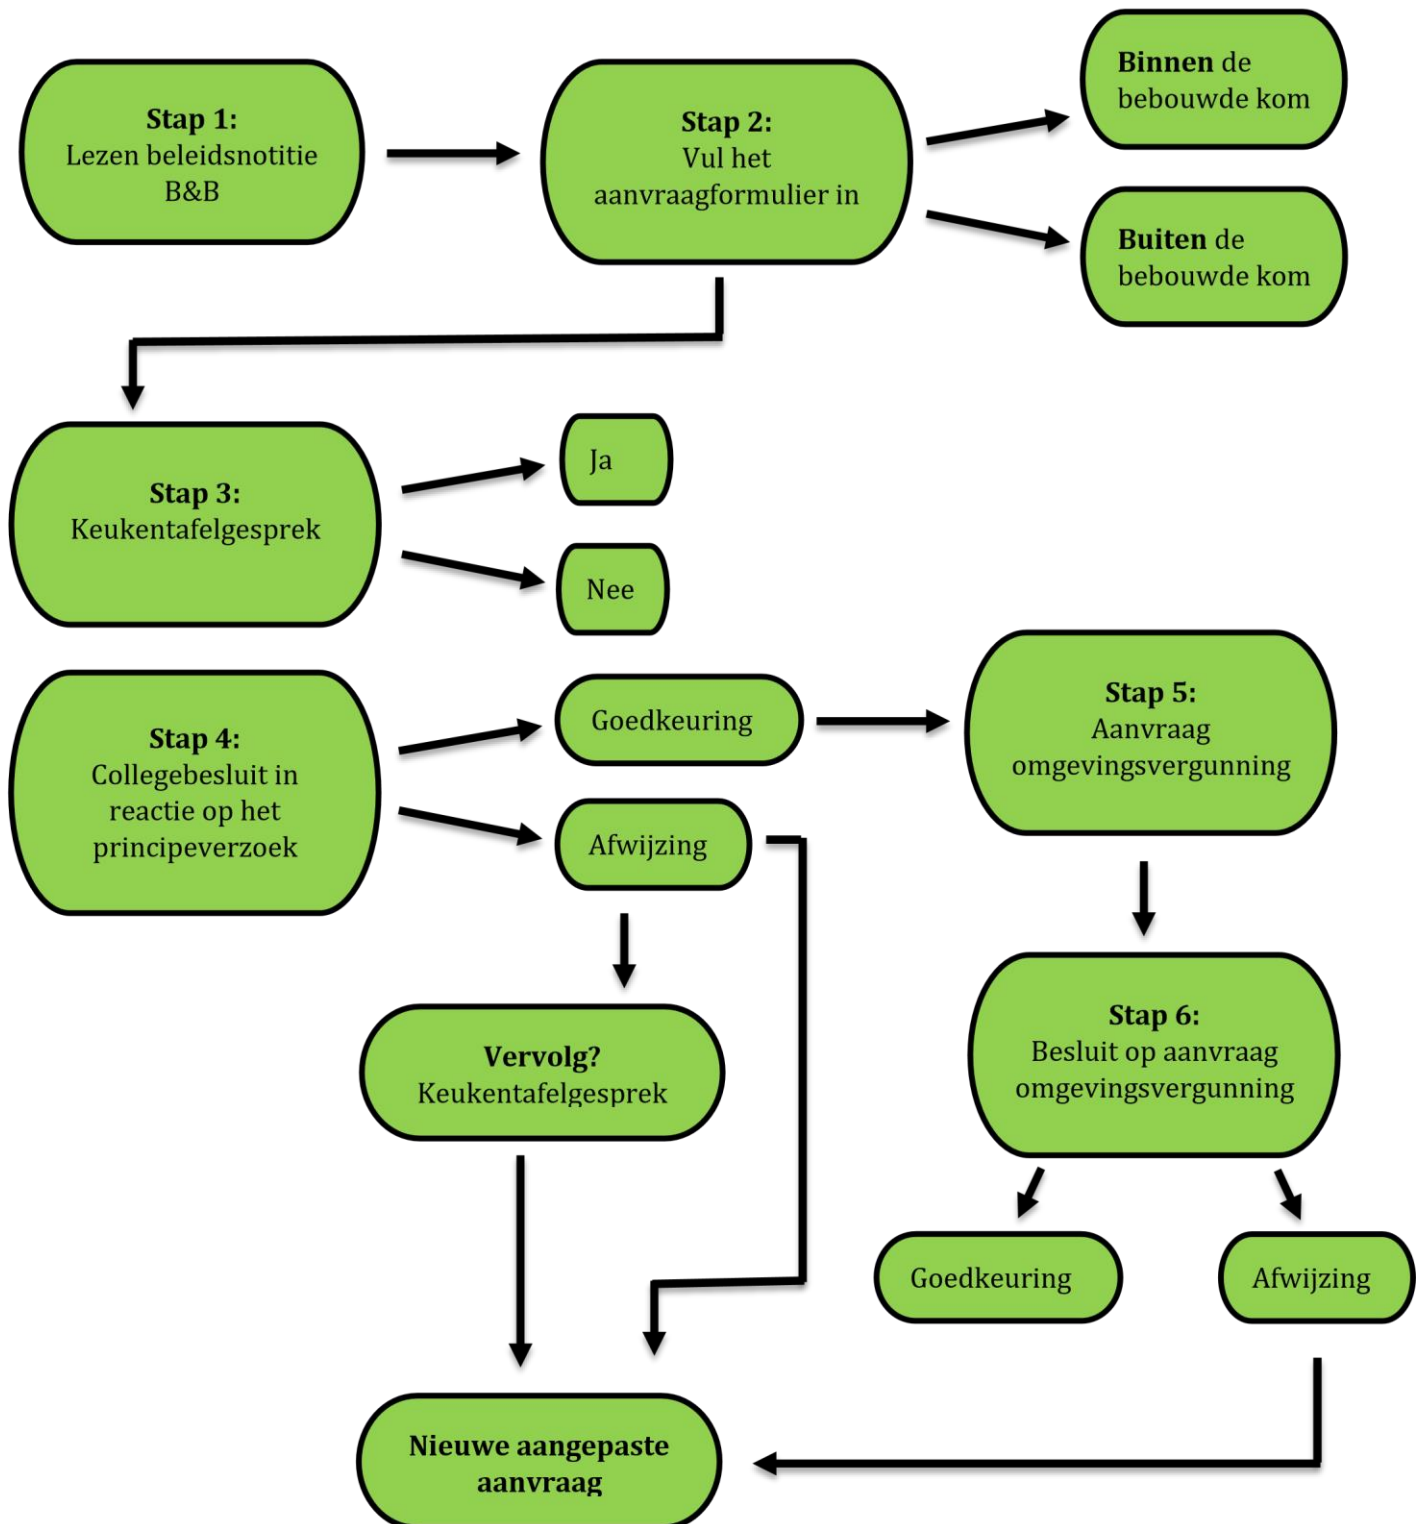 Stap 1:
Lezen beleidsnotitie
B&B
Stap 2:
Vul het
aanvraagformulier in
Binnen de
bebouwde kom
Buiten de
bebouwde kom
Stap 3:
Keukentafelgesprek
Ja
Nee
Stap 4:
Collegebesluit in
reactie op het
principeverzoek
Goedkeuring
Afwijzing
Stap 5:
Aanvraag
omgevingsvergunning
Vervolg?
Keukentafelgesprek
Stap 6:
Besluit op aanvraag
omgevingsvergunning
Goedkeuring
Afwijzing
Nieuwe aangepaste
aanvraag